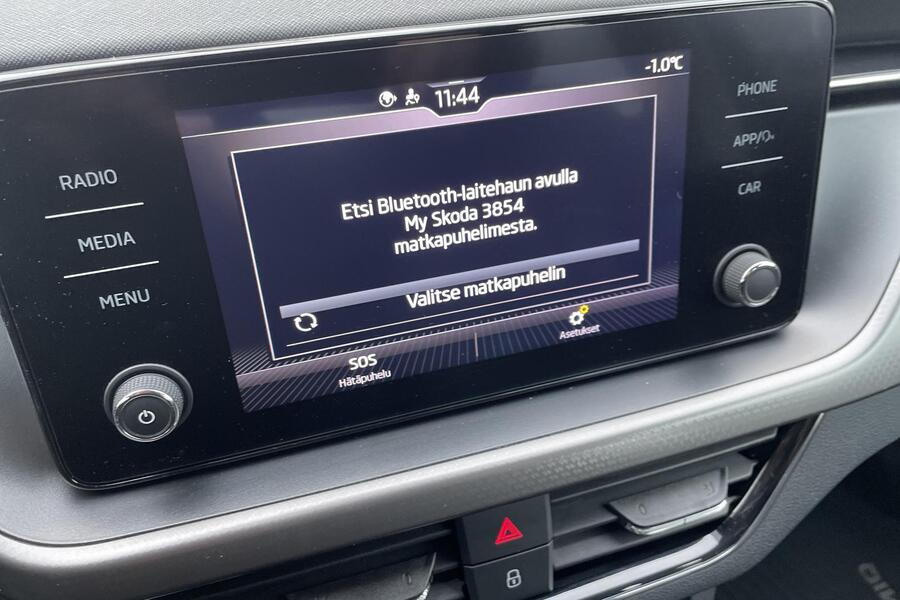 -1.0°C
11:44
PHONE
RADIO
APP/
Etsi Bluetooth-laitehaun avulla
My Skoda 3854
matkapuhelimesta.
CAR
MEDIA
Valitse matkapuhelin
MENU
SOS
Hätäpuhelu
Asetukset
0